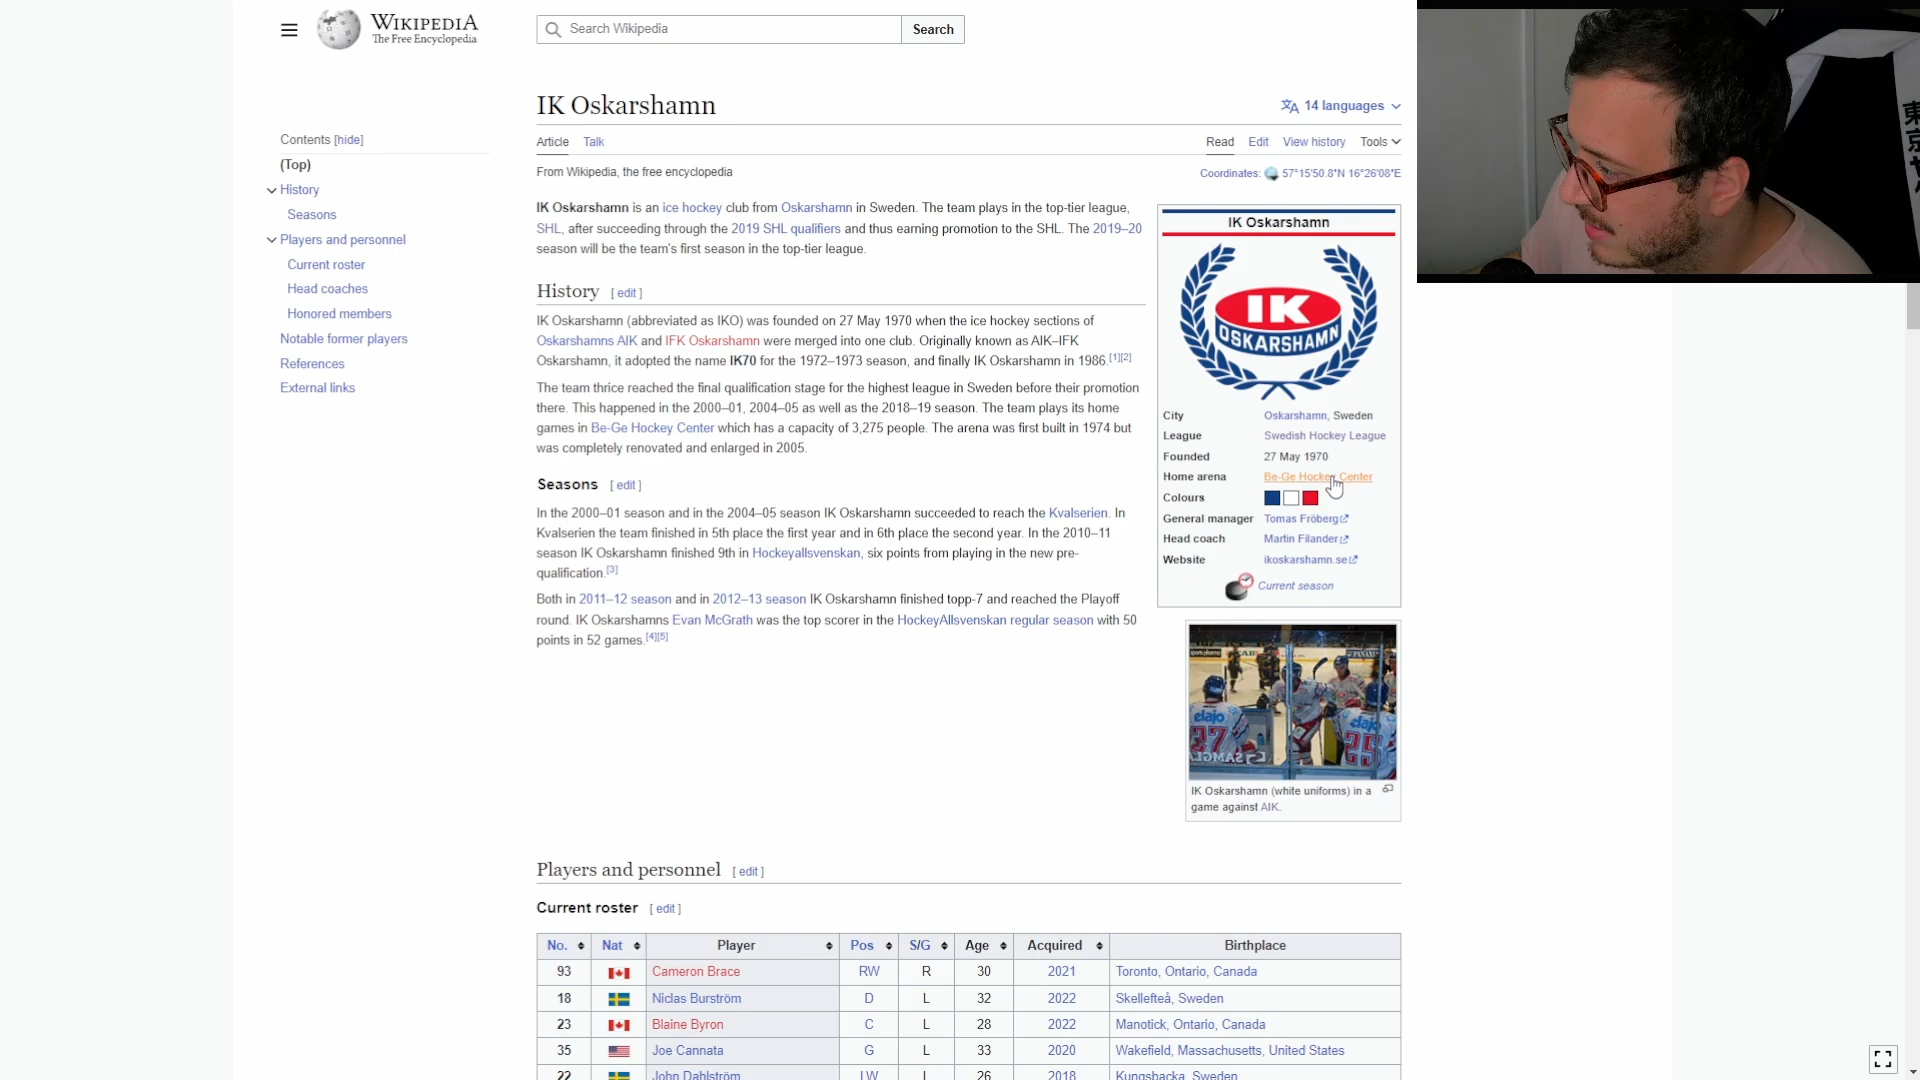 WIKIPEDIA
The Free Encyclopedia
Search Wikipedia
Search
IK Oskarshamn
14 languages
Article Talk
Read Edit View history Tools
From Wikipedia, the free encyclopedia
Coordinates: 57°15′50.8″N 16°26′08″E
Contents [hide]
(Top)
History
Seasons
Players and personnel
Current roster
Head coaches
Honored members
Notable former players
References
External links
IK Oskarshamn is an ice hockey club from Oskarshamn in Sweden. The team plays in the top-tier league,
SHL, after succeeding through the 2019 SHL qualifiers and thus earning promotion to the SHL. The 2019–20
season will be the team's first season in the top-tier league.
History [ edit ]
IK Oskarshamn (abbreviated as IKO) was founded on 27 May 1970 when the ice hockey sections of
Oskarshamns AIK and IFK Oskarshamn were merged into one club. Originally known as AIK–IFK
Oskarshamn, it adopted the name IK70 for the 1972–1973 season, and finally IK Oskarshamn in 1986.[1][2]
The team thrice reached the final qualification stage for the highest league in Sweden before their promotion
there. This happened in the 2000–01, 2004–05 as well as the 2018–19 season. The team plays its home
games in Be-Ge Hockey Center which has a capacity of 3,275 people. The arena was first built in 1974 but
was completely renovated and enlarged in 2005.
Seasons [ edit ]
In the 2000–01 season and in the 2004–05 season IK Oskarshamn succeeded to reach the Kvalserien. In
Kvalserien the team finished in 5th place the first year and in 6th place the second year. In the 2010–11
season IK Oskarshamn finished 9th in Hockeyallsvenskan, six points from playing in the new pre-
qualification.[3]
Both in 2011–12 season and in 2012–13 season IK Oskarshamn finished topp-7 and reached the Playoff
round. IK Oskarshamns Evan McGrath was the top scorer in the HockeyAllsvenskan regular season with 50
points in 52 games.[4][5]
IK Oskarshamn
IK
OSKARSHAMN
City Oskarshamn, Sweden
League Swedish Hockey League
Founded 27 May 1970
Home arena Be-Ge Hockey Center
Colours
General manager Tomas Fröberg
Head coach Martin Filander
Website ikoskarshamn.se
Current season
elajo
27
elajo
25
IK Oskarshamn (white uniforms) in a
game against AIK.
Players and personnel [ edit ]
Current roster [ edit ]
No. Nat Player Pos S/G Age Acquired Birthplace
93 Cameron Brace RW R 30 2021 Toronto, Ontario, Canada
18 Niclas Burström D L 32 2022 Skellefteå, Sweden
23 Blaine Byron C L 28 2022 Manotick, Ontario, Canada
35 Joe Cannata G L 33 2020 Wakefield, Massachusetts, United States
22 John Dahlström LW L 26 2018 Kungsbacka, Sweden
東京